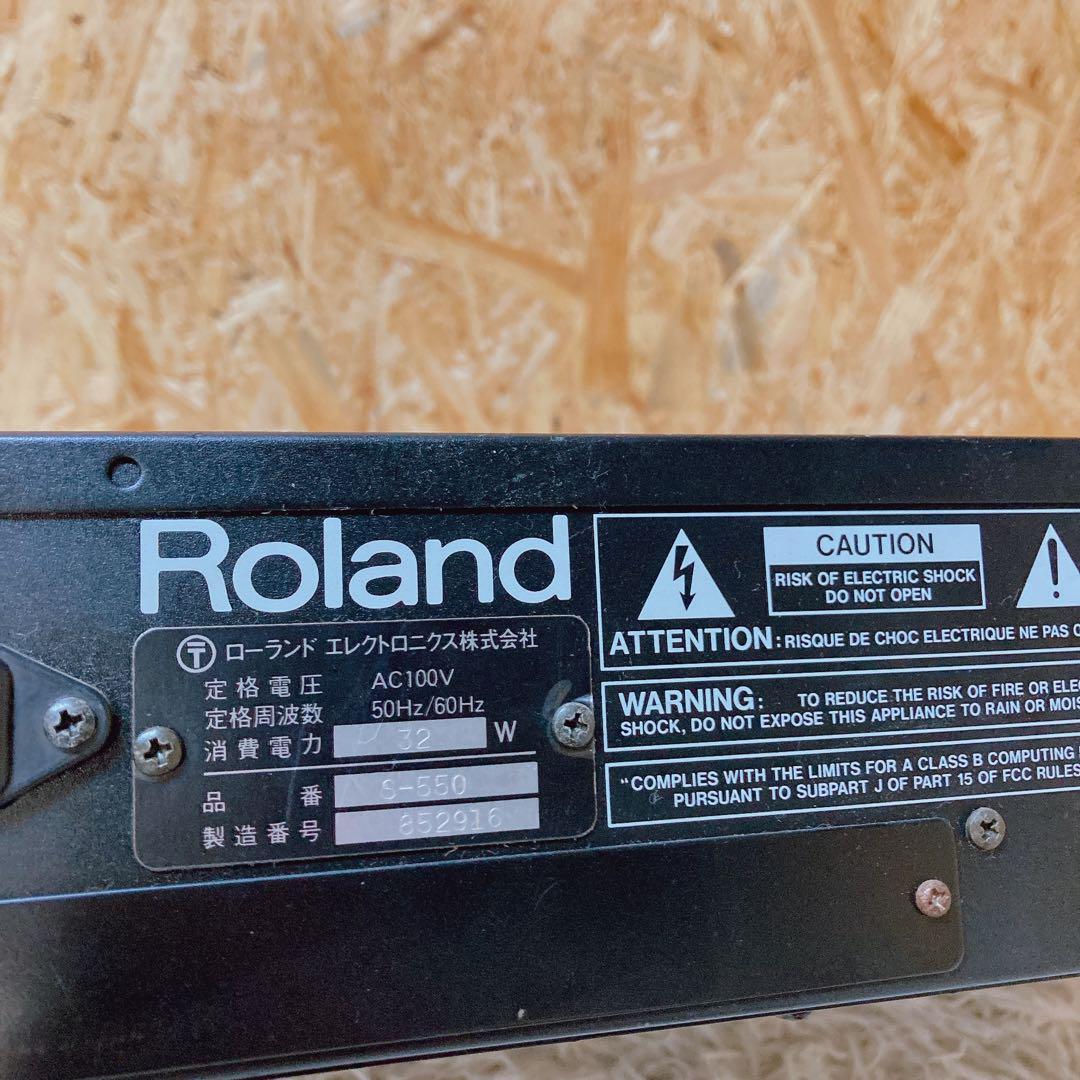 Roland
ローランド エレクトロニクス株式会社
定格電圧 AC100V
定格周波数 50Hz/60Hz
消費電力 32 W
品番 S-550
製造番号 852916
CAUTION
RISK OF ELECTRIC SHOCK
DO NOT OPEN
ATTENTION: RISQUE DE CHOC ELECTRIQUE NE PAS
WARNING: TO REDUCE THE RISK OF FIRE OR
SHOCK, DO NOT EXPOSE THIS APPLIANCE TO RAIN OR
"COMPLIES WITH THE LIMITS FOR A CLASS B COMPUTING
PURSUANT TO SUBPART J OF PART 15 OF FCC RULES